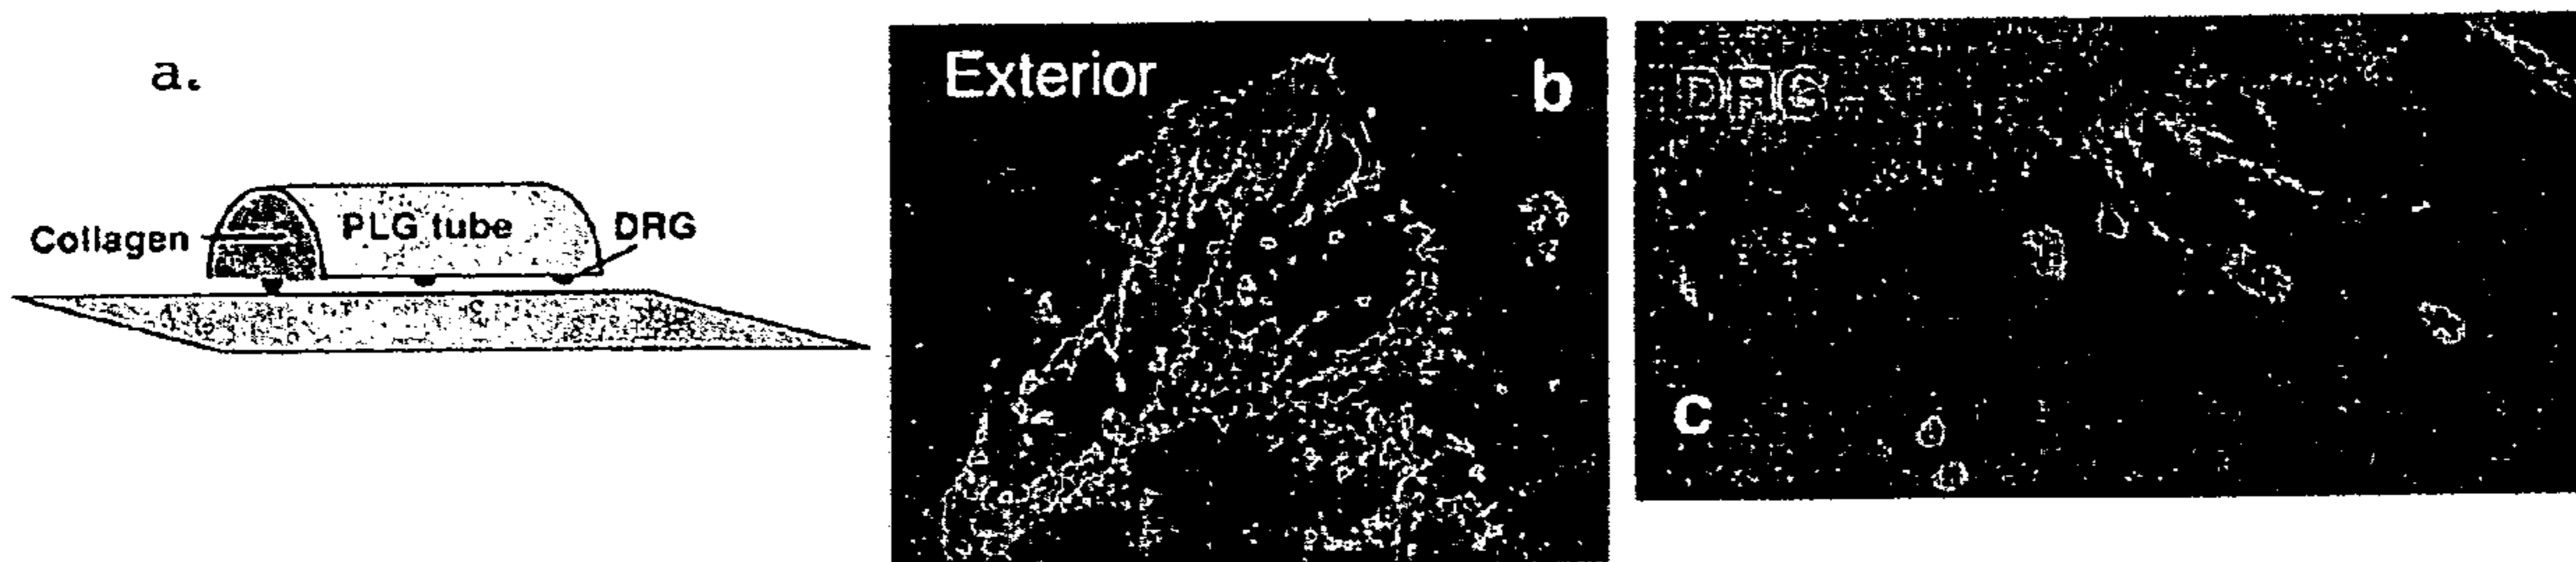 a.
Collagen
PLG tube
DRG
Exterior
b
DRG
c